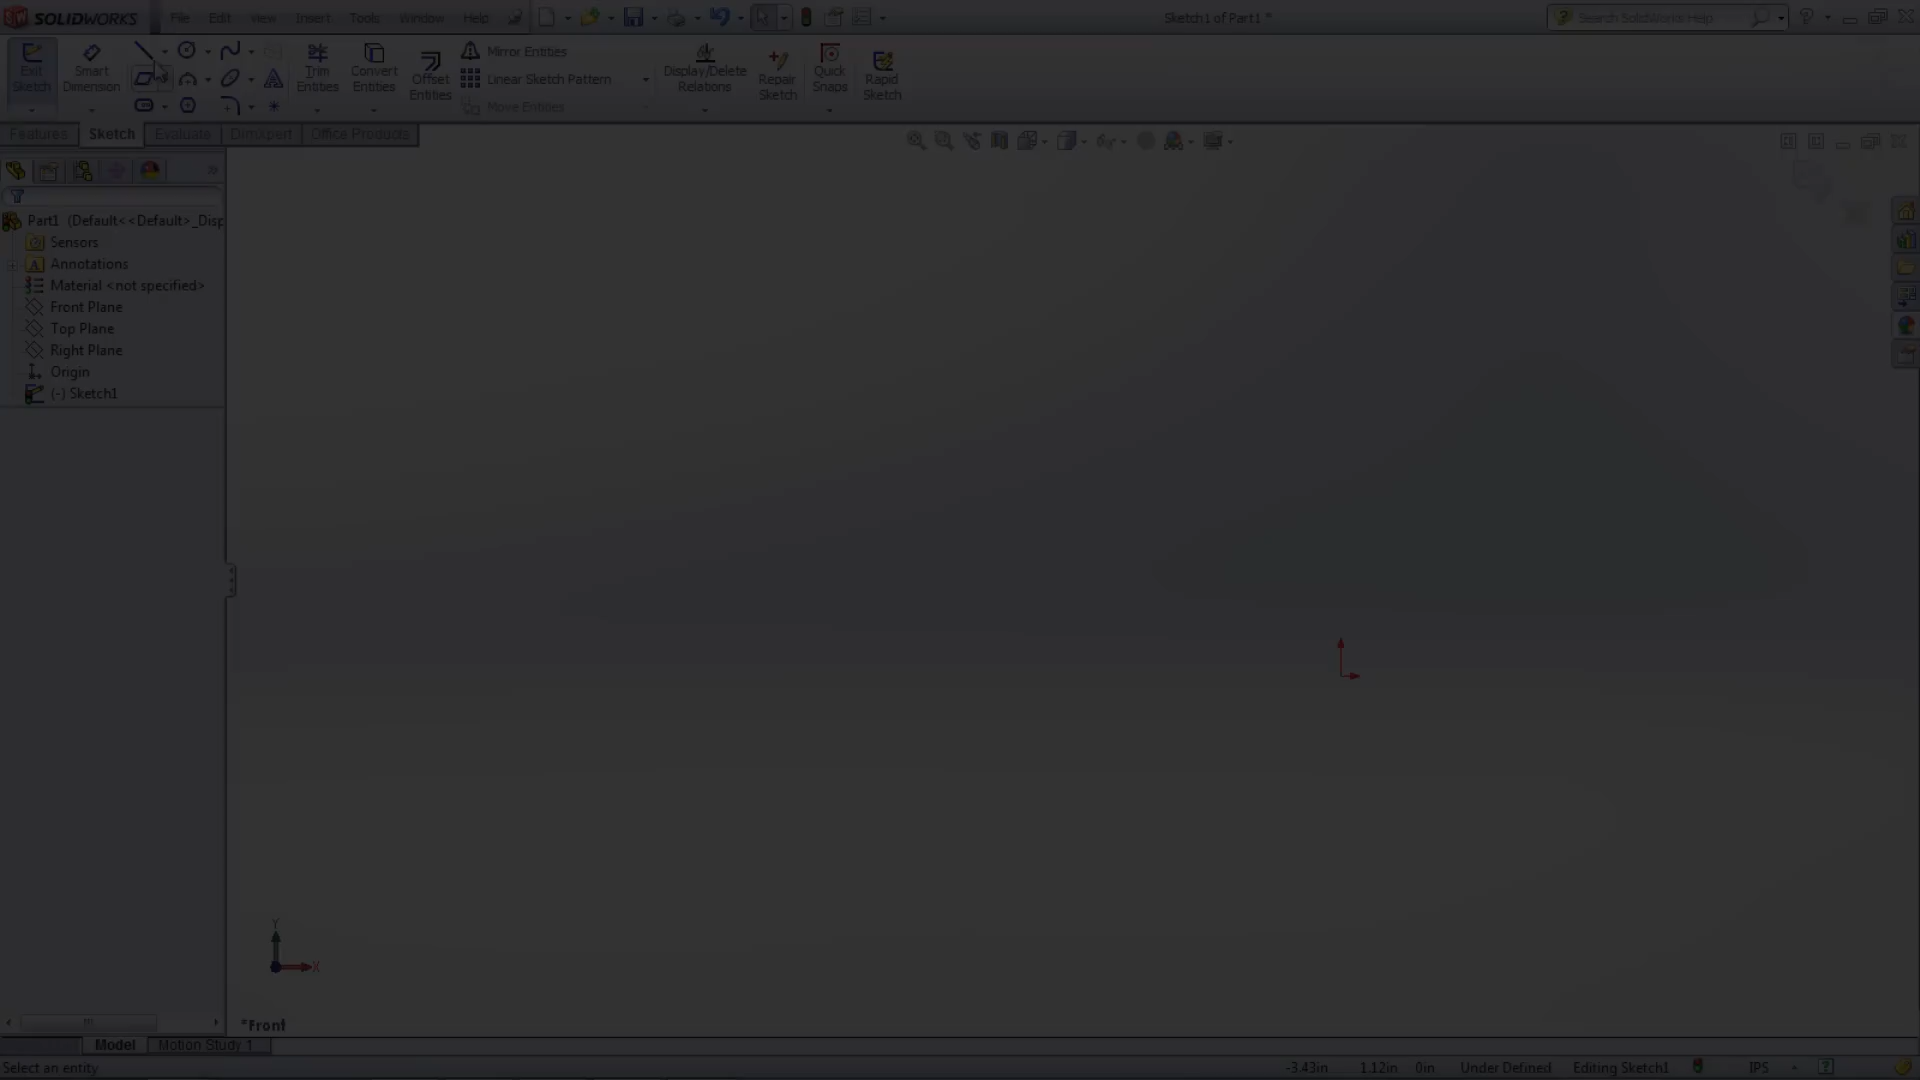 SOLIDWORKS File Edit View Insert Tools Window Help Sketch1 of Part1 * Search SolidWorks Help
Exit Sketch
Smart Dimension
Trim Entities
Convert Entities
Offset Entities
Mirror Entities
Linear Sketch Pattern
Move Entities
Display/Delete Relations
Repair Sketch
Quick Snaps
Rapid Sketch
Features Sketch Evaluate DimXpert Office Products
Part1 (Default<<Default>_Disp
Sensors
Annotations
Material <not specified>
Front Plane
Top Plane
Right Plane
Origin
(-) Sketch1
Y
X
*Front
Model Motion Study 1
Select an entity -3.43in 1.12in 0in Under Defined Editing Sketch1 IPS